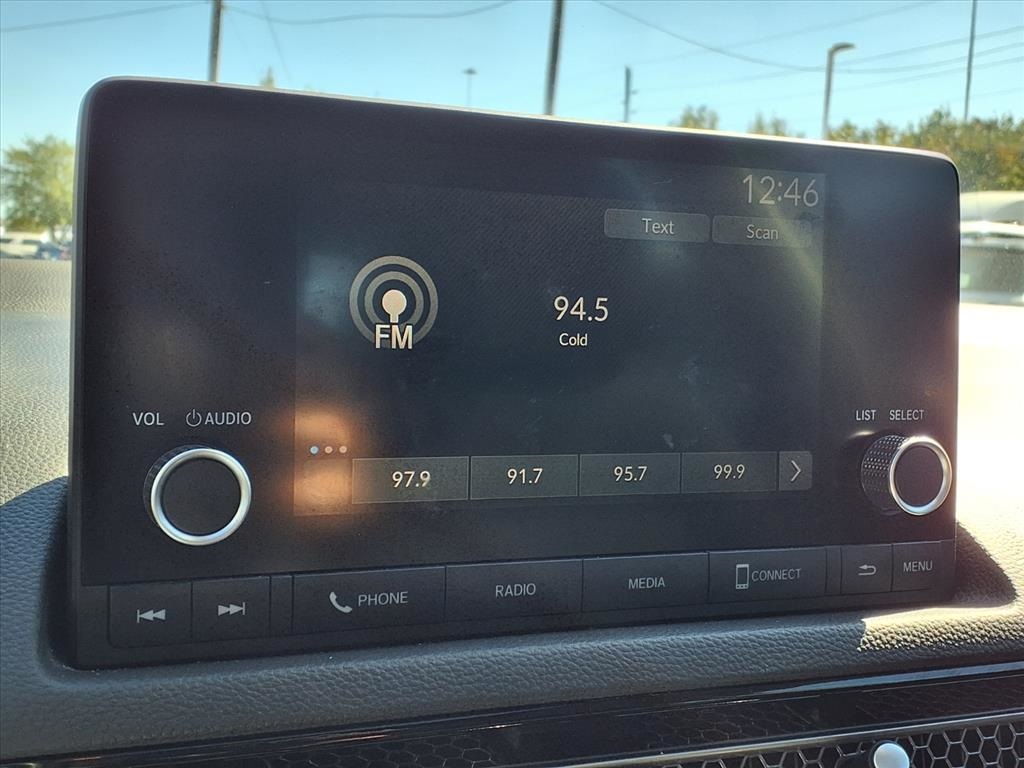 12:46
Text Scan
FM
94.5
Cold
VOL AUDIO
LIST SELECT
97.9 91.7 95.7 99.9
PHONE RADIO MEDIA CONNECT MENU